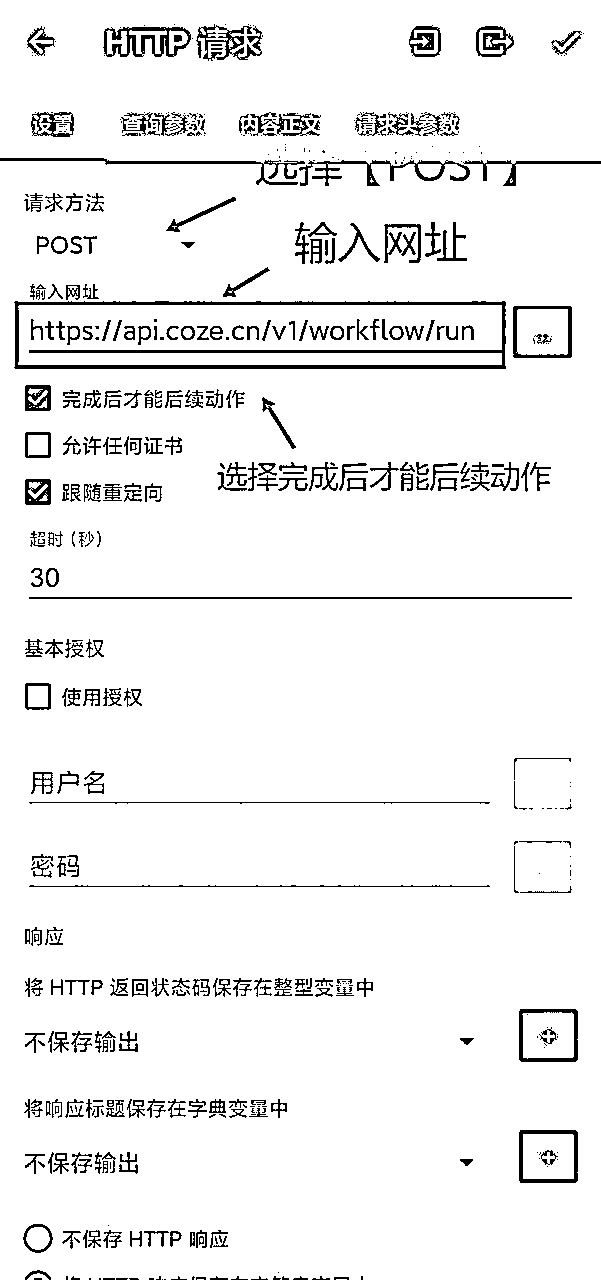 HTTP 请求
设置 查询参数 内容正文 请求头参数
选择【POST】
请求方法
POST
输入网址
输入网址
https://api.coze.cn/v1/workflow/run
完成后才能后续动作
允许任何证书
选择完成后才能后续动作
跟随重定向
超时(秒)
30
基本授权
使用授权
用户名
密码
响应
将 HTTP 返回状态码保存在整型变量中
不保存输出
将响应标题保存在字典变量中
不保存输出
不保存 HTTP 响应